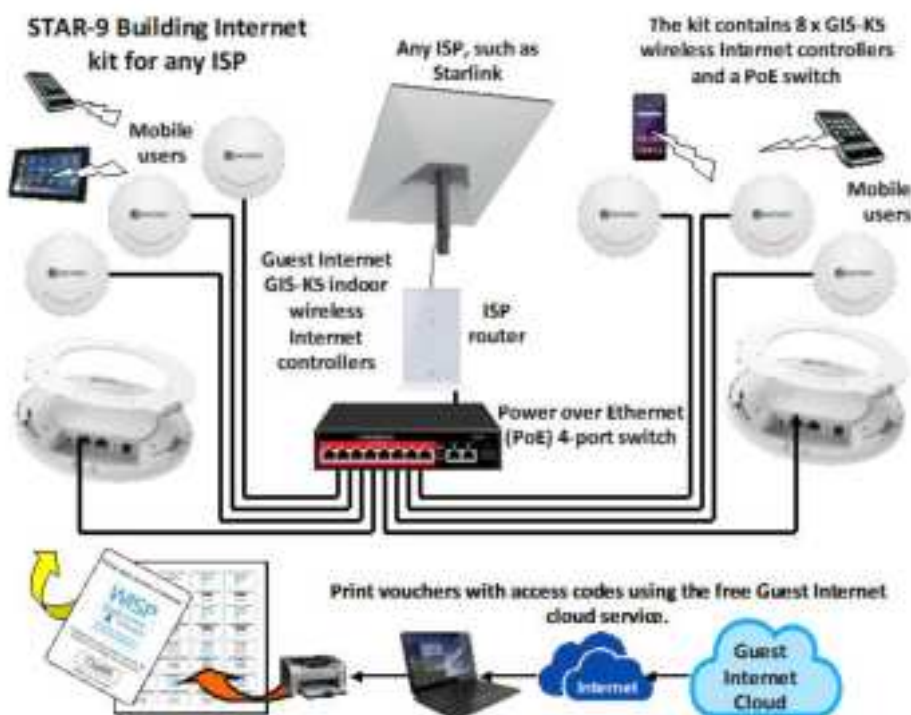 STAR-9 Building Internet
kit for any ISP
Any ISP, such as
Starlink
The kit contains 8 x GIS-K5
wireless Internet controllers
and a PoE switch
Mobile
users
Mobile
users
Guest Internet
GIS-K5 indoor
wireless
Internet
controllers
ISP
router
Power over Ethernet
(PoE) 4-port switch
Print vouchers with access codes using the free Guest Internet
cloud service.
WISP
Internet
Guest
Internet
Cloud